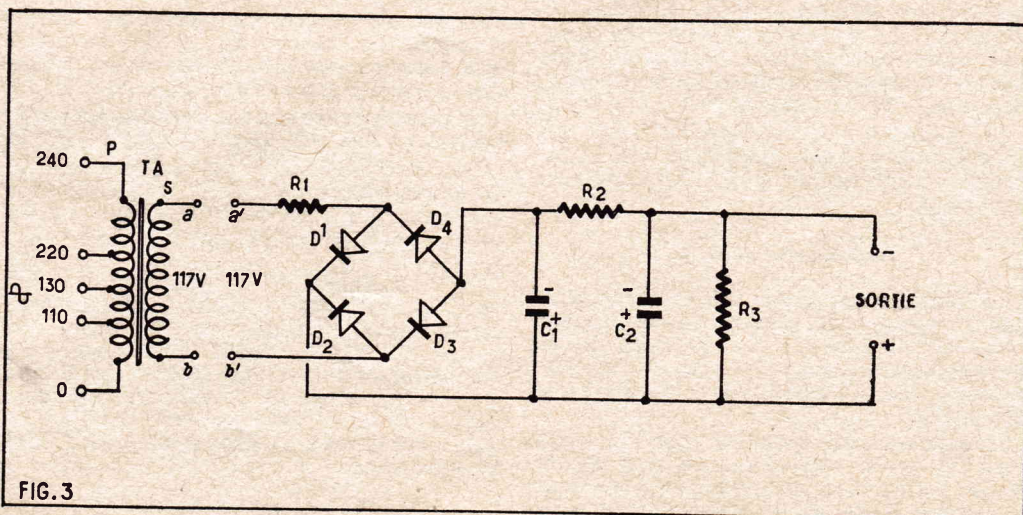 240
P
TA
S
a
a'
R1
R2
D1
D4
220
130
110
117V
117V
D2
D3
-
+
C1
-
+
C2
R3
-
SORTIE
+
b
b'
0
FIG.3